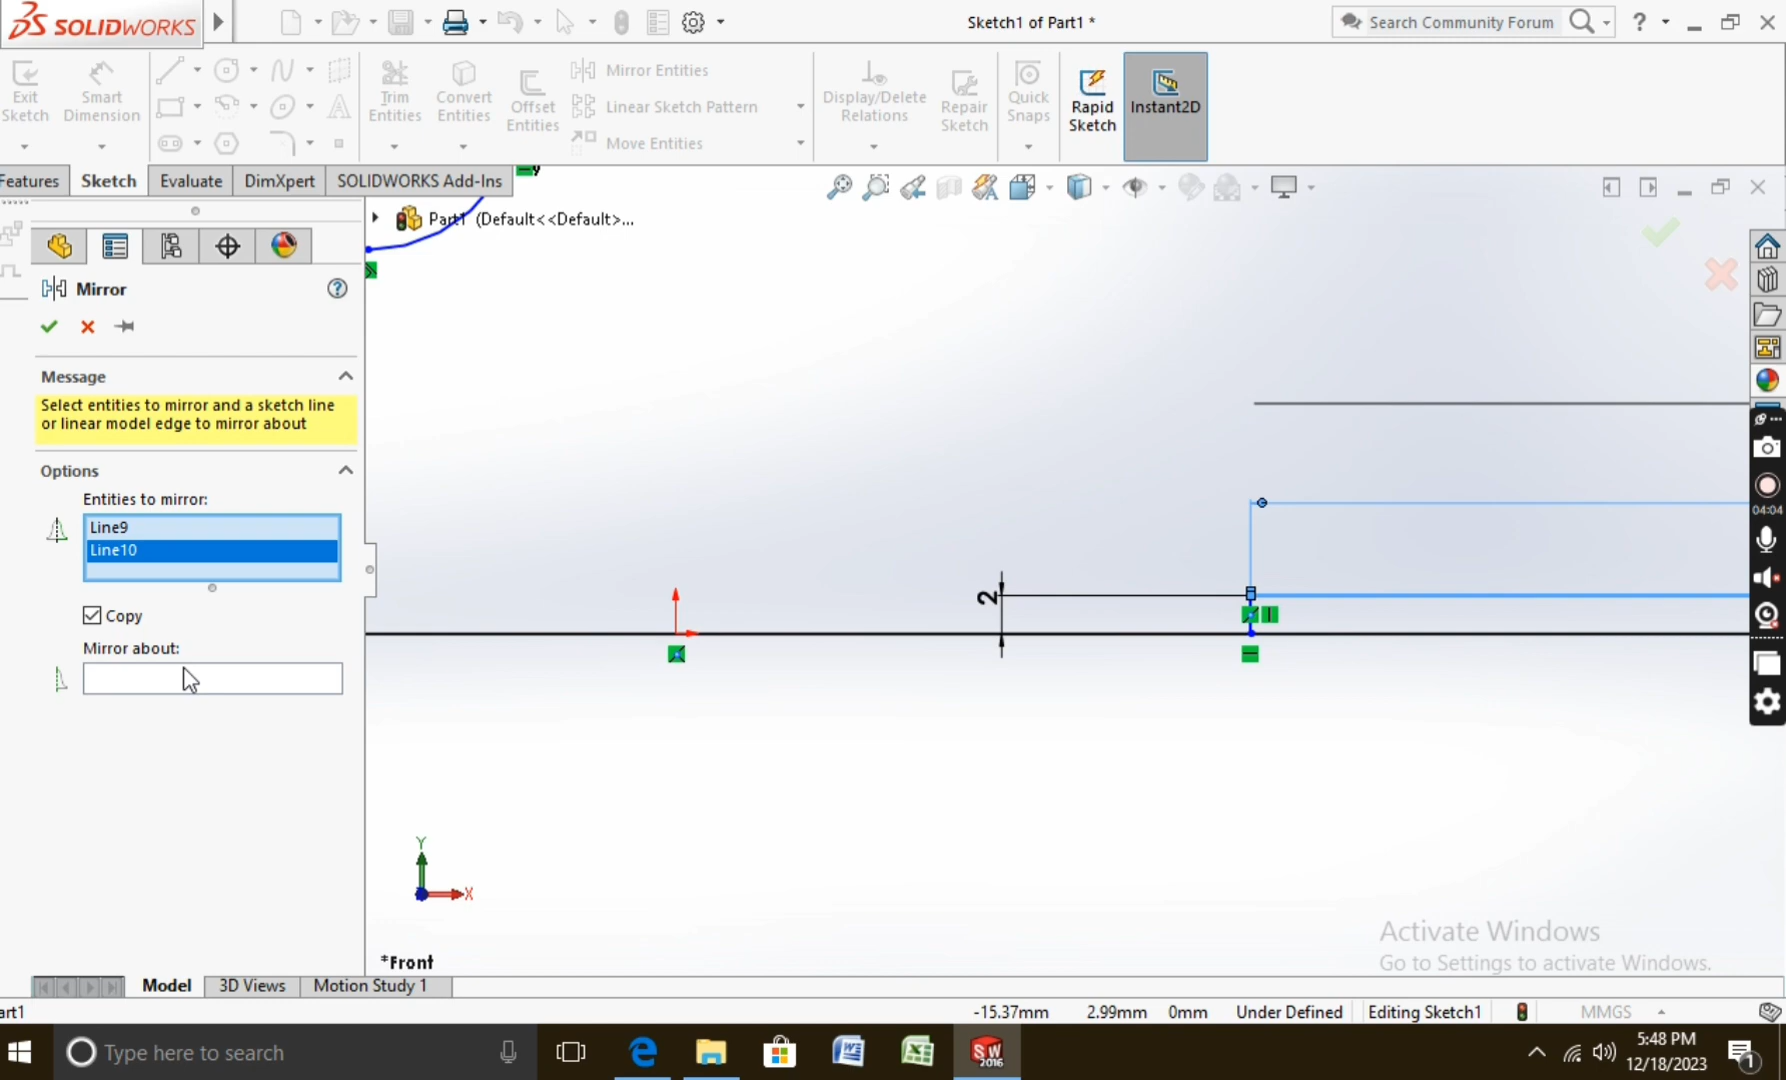 SOLIDWORKS
Sketch1 of Part1 *
Search Community Forum
?
Exit Sketch
Smart Dimension
Trim Entities
Convert Entities
Offset Entities
Mirror Entities
Linear Sketch Pattern
Move Entities
Display/Delete Relations
Repair Sketch
Quick Snaps
Rapid Sketch
Instant2D
Features
Sketch
Evaluate
DimXpert
SOLIDWORKS Add-Ins
Part1 (Default<<Default>...
Mirror
?
Message
Select entities to mirror and a sketch line
or linear model edge to mirror about
Options
Entities to mirror:
Line9
Line10
Copy
Mirror about:
2
04:04
Y
X
*Front
Activate Windows
Go to Settings to activate Windows.
Model
3D Views
Motion Study 1
art1
-15.37mm
2.99mm
0mm
Under Defined
Editing Sketch1
MMGS
Type here to search
SW
2016
5:48 PM
12/18/2023
1